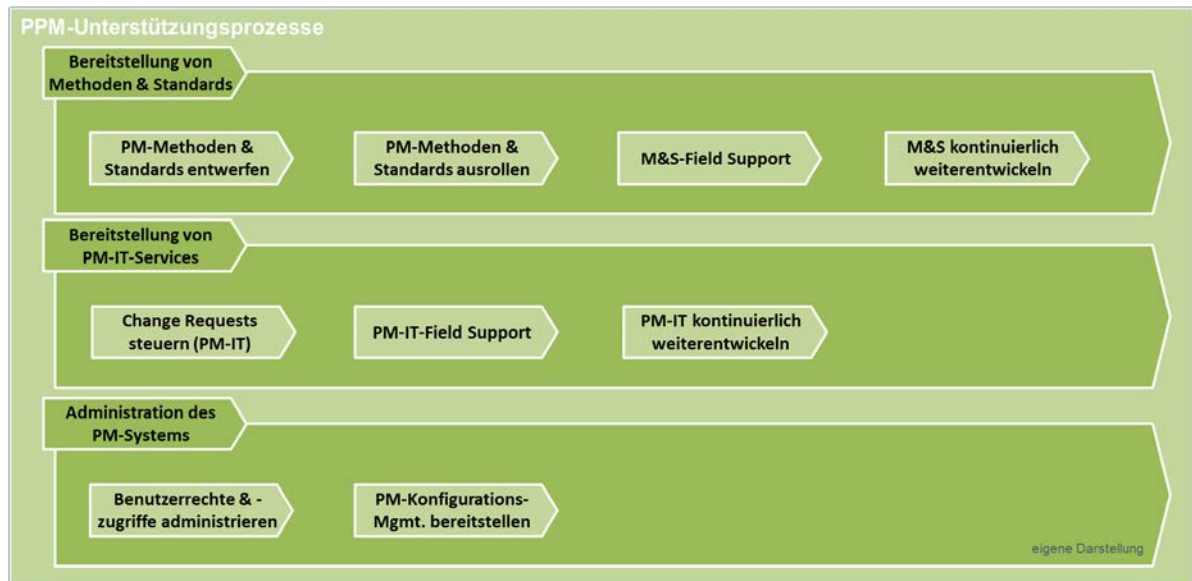 PPM-Unterstützungsprozesse
Bereitstellung von
Methoden & Standards
PM-Methoden &
Standards entwerfen
PM-Methoden &
Standards ausrollen
M&S-Field Support
M&S kontinuierlich
weiterentwickeln
Bereitstellung von
PM-IT-Services
Change Requests
steuern (PM-IT)
PM-IT-Field Support
PM-IT kontinuierlich
weiterentwickeln
Administration des
PM-Systems
Benutzerrechte & -
zugriffe administrieren
PM-Konfigurations-
Mgmt. bereitstellen
eigene Darstellung